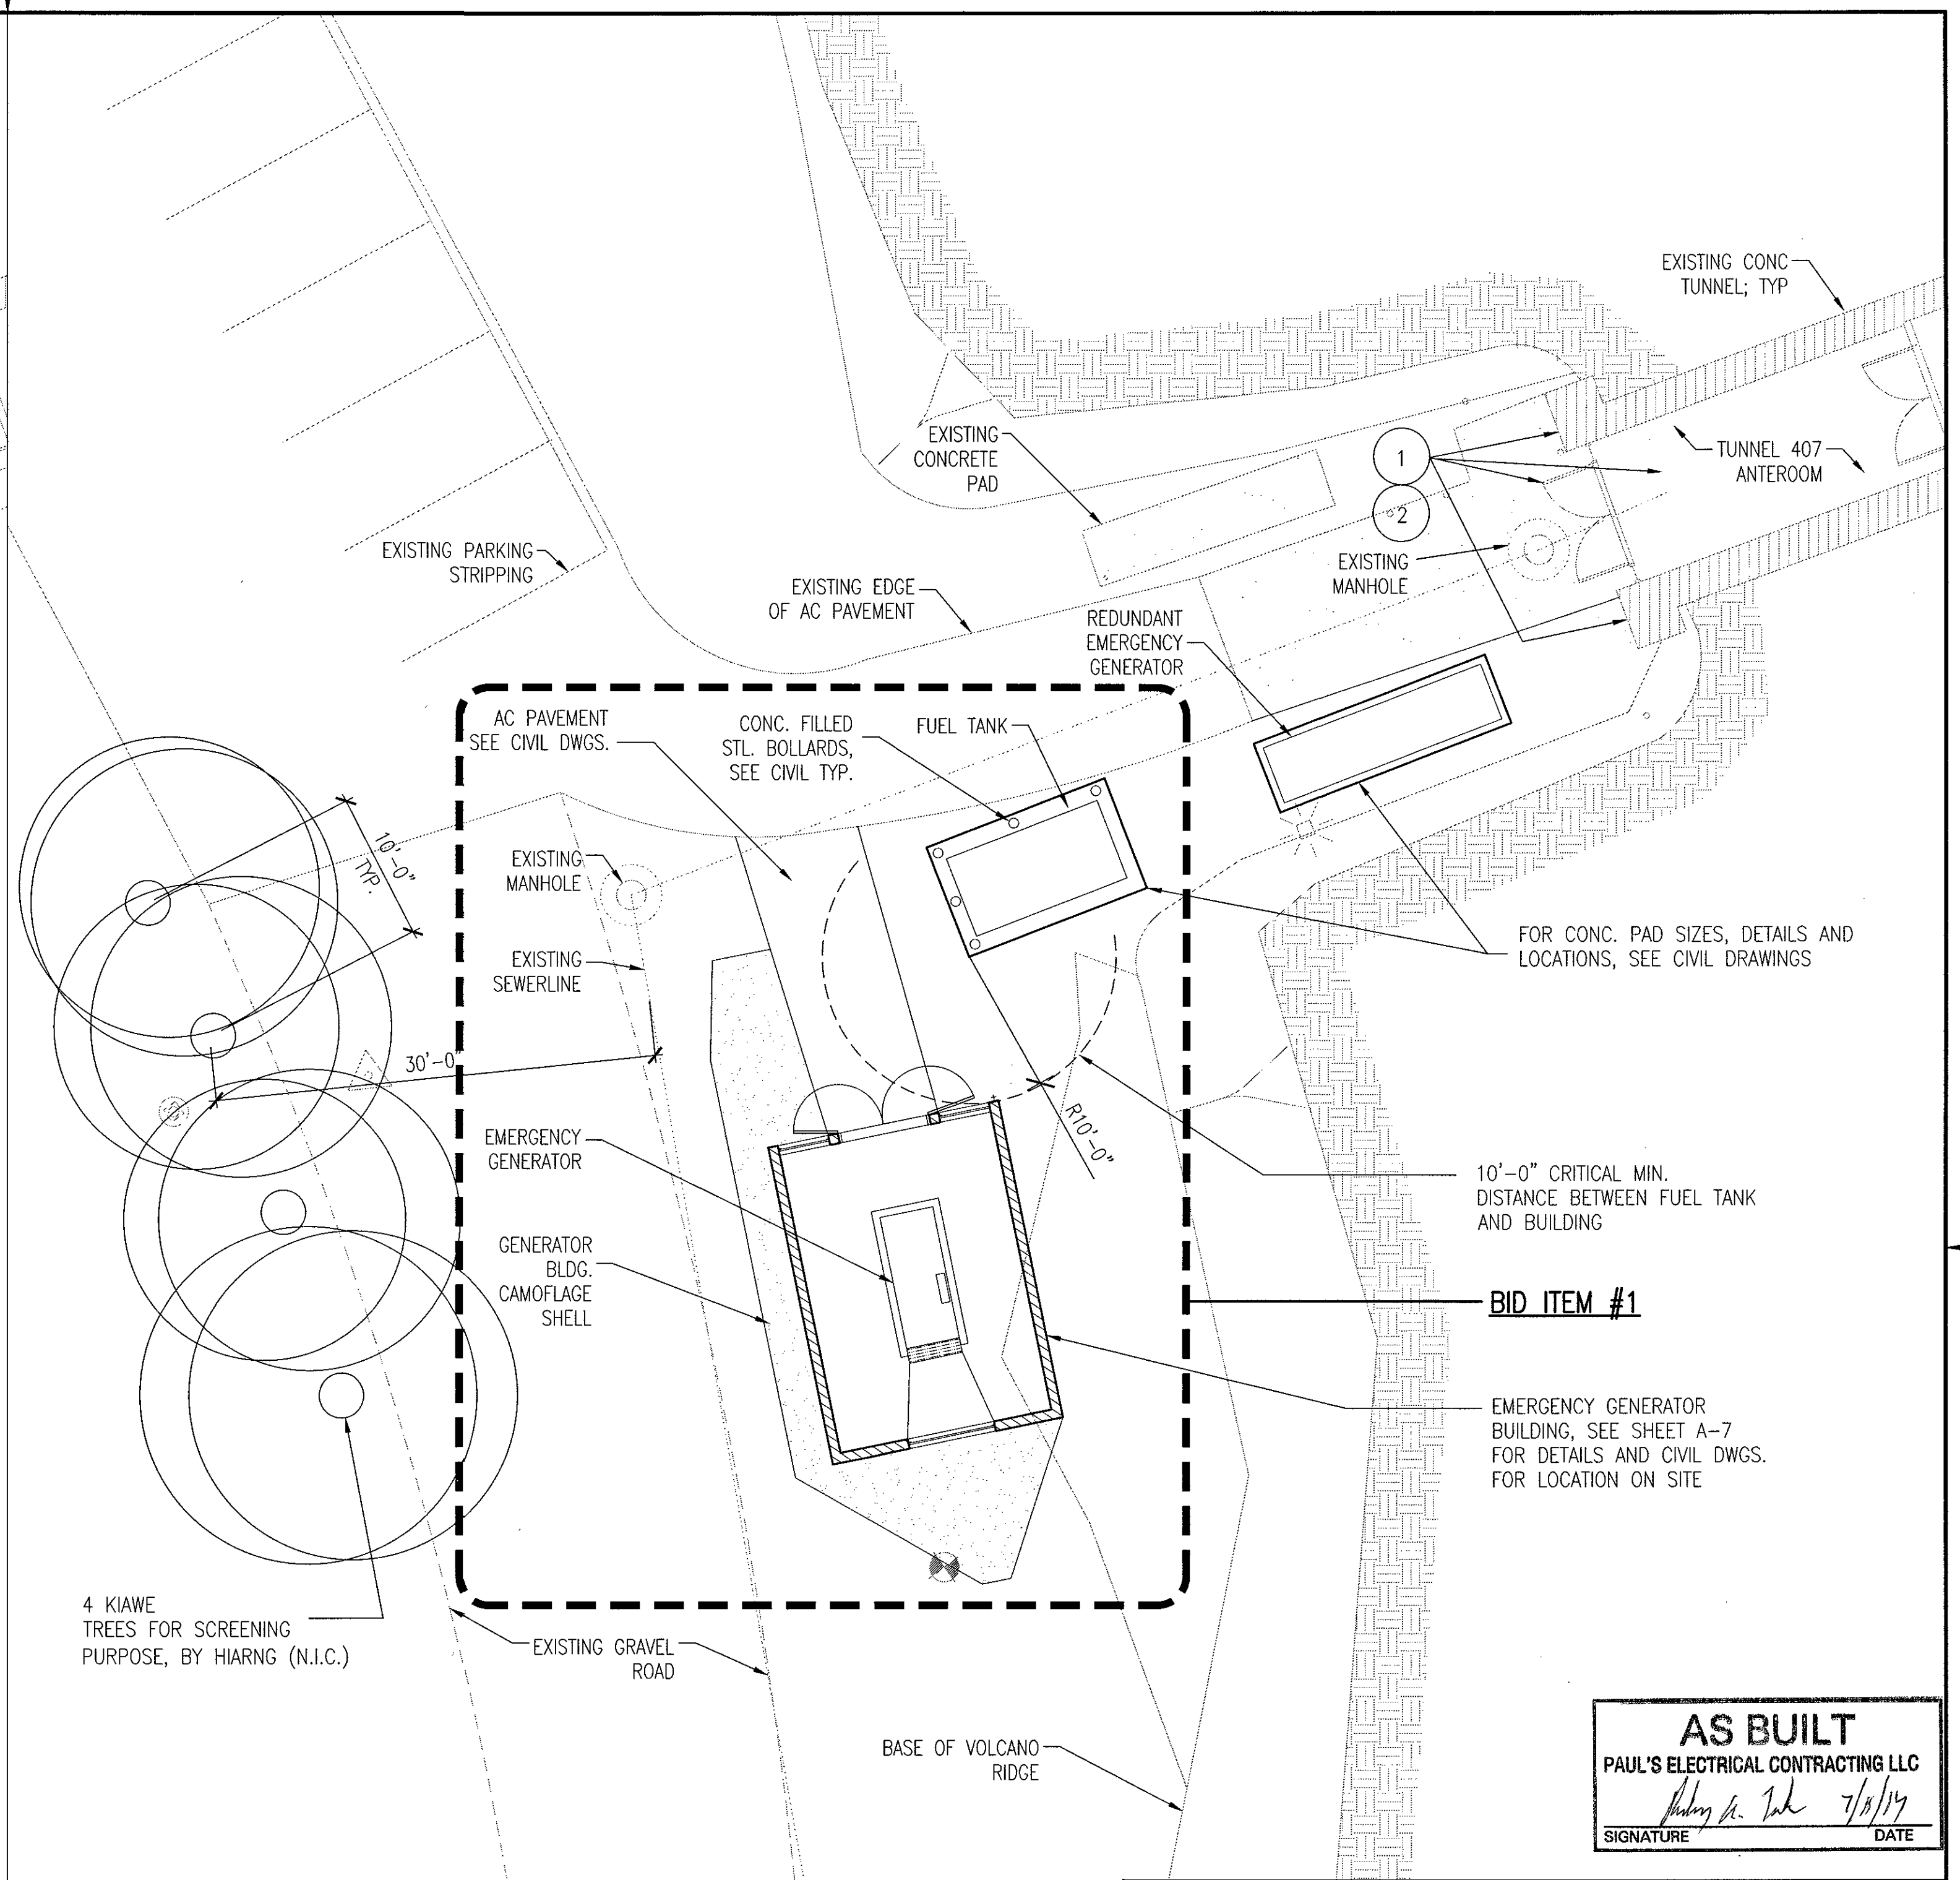 EXISTING CONC
TUNNEL; TYP
EXISTING
CONCRETE
PAD
1
2
TUNNEL 407
ANTEROOM
EXISTING PARKING
STRIPPING
EXISTING EDGE
OF AC PAVEMENT
EXISTING
MANHOLE
REDUNDANT
EMERGENCY
GENERATOR
AC PAVEMENT
SEE CIVIL DWGS.
CONC. FILLED
STL. BOLLARDS,
SEE CIVIL TYP.
FUEL TANK
10'-0"
TYP.
EXISTING
MANHOLE
EXISTING
SEWERLINE
FOR CONC. PAD SIZES, DETAILS AND
LOCATIONS, SEE CIVIL DRAWINGS
30'-0"
R10'-0"
EMERGENCY
GENERATOR
10'-0" CRITICAL MIN.
DISTANCE BETWEEN FUEL TANK
AND BUILDING
GENERATOR
BLDG.
CAMOFLAGE
SHELL
BID ITEM #1
EMERGENCY GENERATOR
BUILDING, SEE SHEET A-7
FOR DETAILS AND CIVIL DWGS.
FOR LOCATION ON SITE
4 KIAWE
TREES FOR SCREENING
PURPOSE, BY HIARNG (N.I.C.)
EXISTING GRAVEL
ROAD
BASE OF VOLCANO
RIDGE
AS BUILT
PAUL'S ELECTRICAL CONTRACTING LLC
SIGNATURE DATE